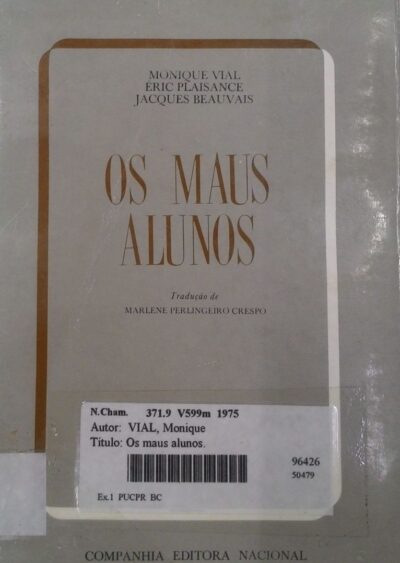 MONIQUE VIAL
ÉRIC PLAISANCE
JACQUES BEAUVAIS
OS MAUS
ALUNOS
Tradução de
MARLENE PERLINGEIRO CRESPO
N.Cham. 371.9 V599m 1975
Autor: VIAL, Monique
Título: Os maus alunos.
96426
50479
Ex.1 PUCPR BC
COMPANHIA EDITORA NACIONAL